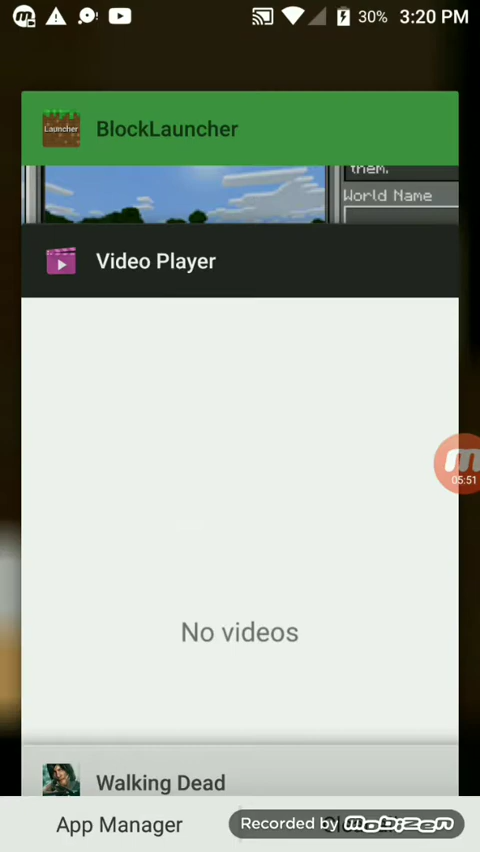 30% 3:20 PM
Launcher
BlockLauncher
them.
World Name
Video Player
05:51
No videos
Walking Dead
App Manager
Recorded by mobizen